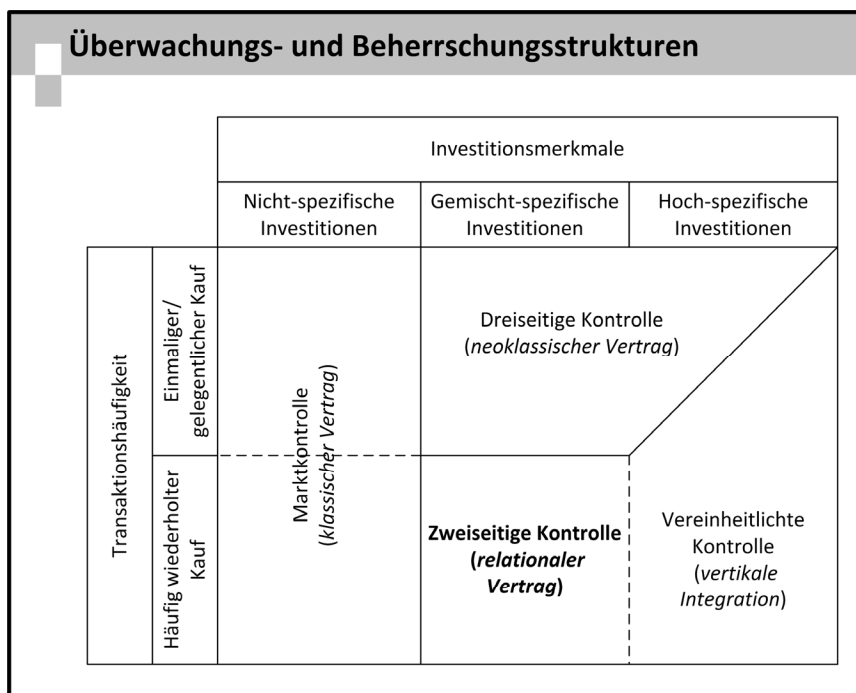 Überwachungs- und Beherrschungsstrukturen
Investitionsmerkmale
Nicht-spezifische
Investitionen
Gemischt-spezifische
Investitionen
Hoch-spezifische
Investitionen
Transaktionshäufigkeit
Einmaliger/
gelegentlicher Kauf
Häufig wiederholter
Kauf
Marktkontrolle
(klassischer Vertrag)
Dreiseitige Kontrolle
(neoklassischer Vertrag)
Zweiseitige Kontrolle
(relationaler
Vertrag)
Vereinheitlichte
Kontrolle
(vertikale
Integration)